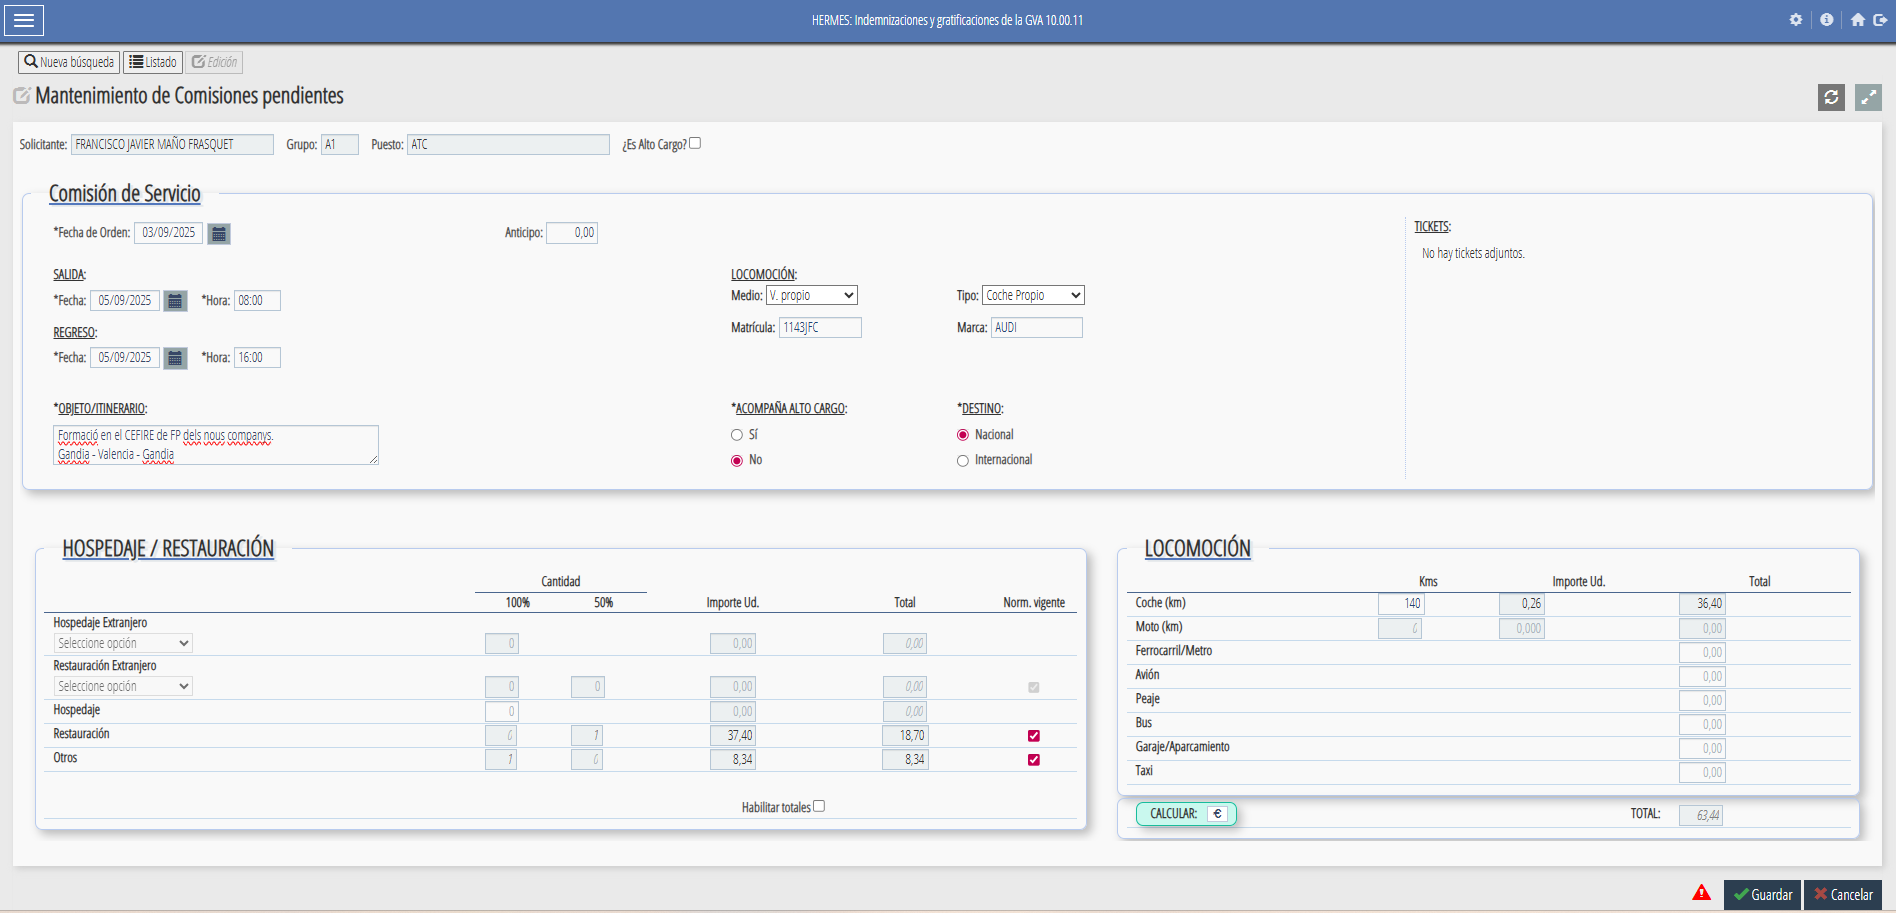 HERMES: Indemnizaciones y gratificaciones de la GVA 10.00.11
Nueva búsqueda Listado Edición
Mantenimiento de Comisiones pendientes
Solicitante: FRANCISCO JAVIER MAÑO FRASQUET Grupo: A1 Puesto: ATC ¿Es Alto Cargo?
Comisión de Servicio
*Fecha de Orden: 03/09/2025 Anticipo: 0,00
TICKETS:
No hay tickets adjuntos.
SALIDA:
*Fecha: 05/09/2025 *Hora: 08:00
REGRESO:
*Fecha: 05/09/2025 *Hora: 16:00
LOCOMOCIÓN:
Medio: V. propio Tipo: Coche Propio
Matrícula: 1143JFC Marca: AUDI
*OBJETO/ITINERARIO:
Formació en el CEFIRE de FP dels nous companys.
Gandia - Valencia - Gandia
*ACOMPAÑA ALTO CARGO:
Sí
No
*DESTINO:
Nacional
Internacional
HOSPEDAJE / RESTAURACIÓN
Cantidad
100% 50% Importe Ud. Total Norm. vigente
Hospedaje Extranjero
Seleccione opción 0 0,00 0,00
Restauración Extranjero
Seleccione opción 0 0 0,00 0,00
Hospedaje 0 0,00 0,00
Restauración 0 1 37,40 18,70
Otros 1 0 8,34 8,34
Habilitar totales
LOCOMOCIÓN
Kms Importe Ud. Total
Coche (km) 140 0,26 36,40
Moto (km) 0 0,000 0,00
Ferrocarril/Metro 0,00
Avión 0,00
Peaje 0,00
Bus 0,00
Garaje/Aparcamiento 0,00
Taxi 0,00
CALCULAR: € TOTAL: 63,44
Guardar Cancelar